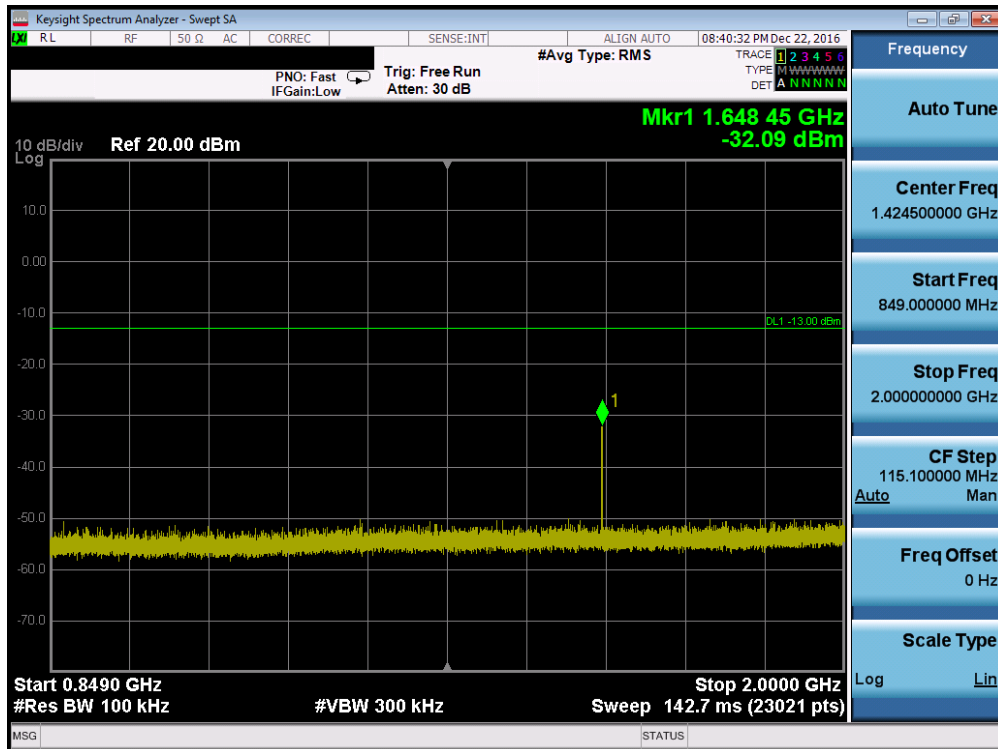 Keysight Spectrum Analyzer - Swept SA
LXI RL RF 50 Ω AC CORREC SENSE:INT ALIGN AUTO 08:40:32 PM Dec 22, 2016
#Avg Type: RMS
TRACE 1 2 3 4 5 6
TYPE M WWWWW
DET A N N N N N
PNO: Fast
IFGain:Low
Trig: Free Run
Atten: 30 dB
Mkr1 1.648 45 GHz
-32.09 dBm
10 dB/div
Log
Ref 20.00 dBm
10.0
0.00
-10.0
DL1 -13.00 dBm
-20.0
-30.0
1
-40.0
-50.0
-60.0
-70.0
Start 0.8490 GHz
Stop 2.0000 GHz
#Res BW 100 kHz
#VBW 300 kHz
Sweep 142.7 ms (23021 pts)
MSG
STATUS
Frequency
Auto Tune
Center Freq
1.424500000 GHz
Start Freq
849.000000 MHz
Stop Freq
2.000000000 GHz
CF Step
115.100000 MHz
Auto Man
Freq Offset
0 Hz
Scale Type
Log Lin